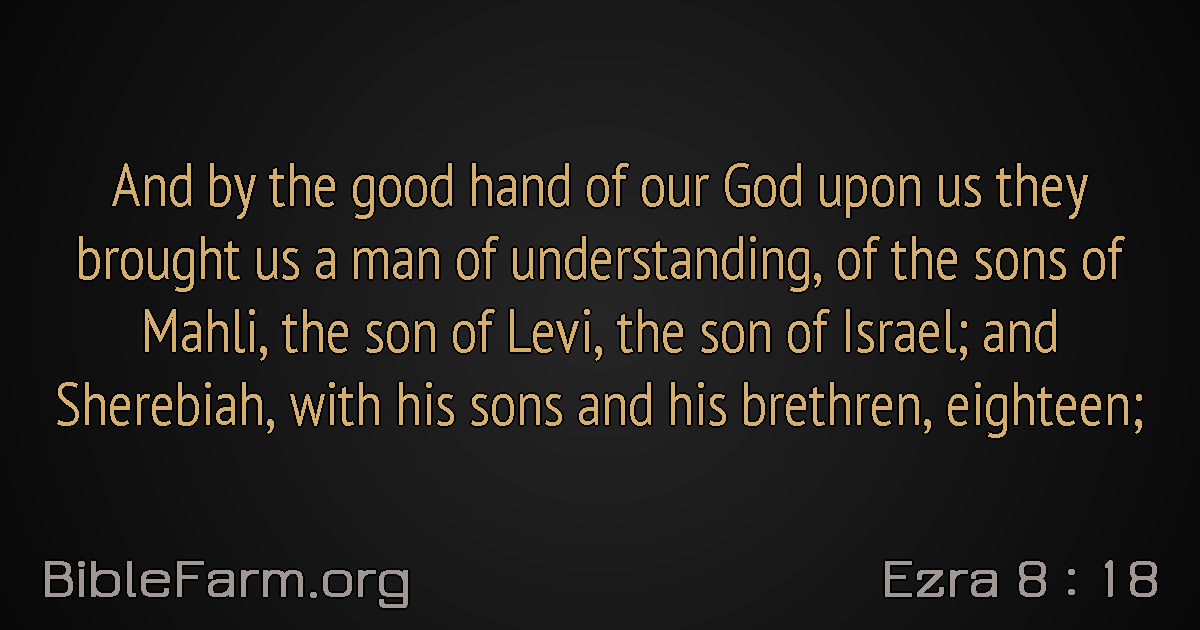 And by the good hand of our God upon us they
brought us a man of understanding, of the sons of
Mahli, the son of Levi, the son of Israel; and
Sherebiah, with his sons and his brethren, eighteen;
BibleFarm.org
Ezra 8 : 18